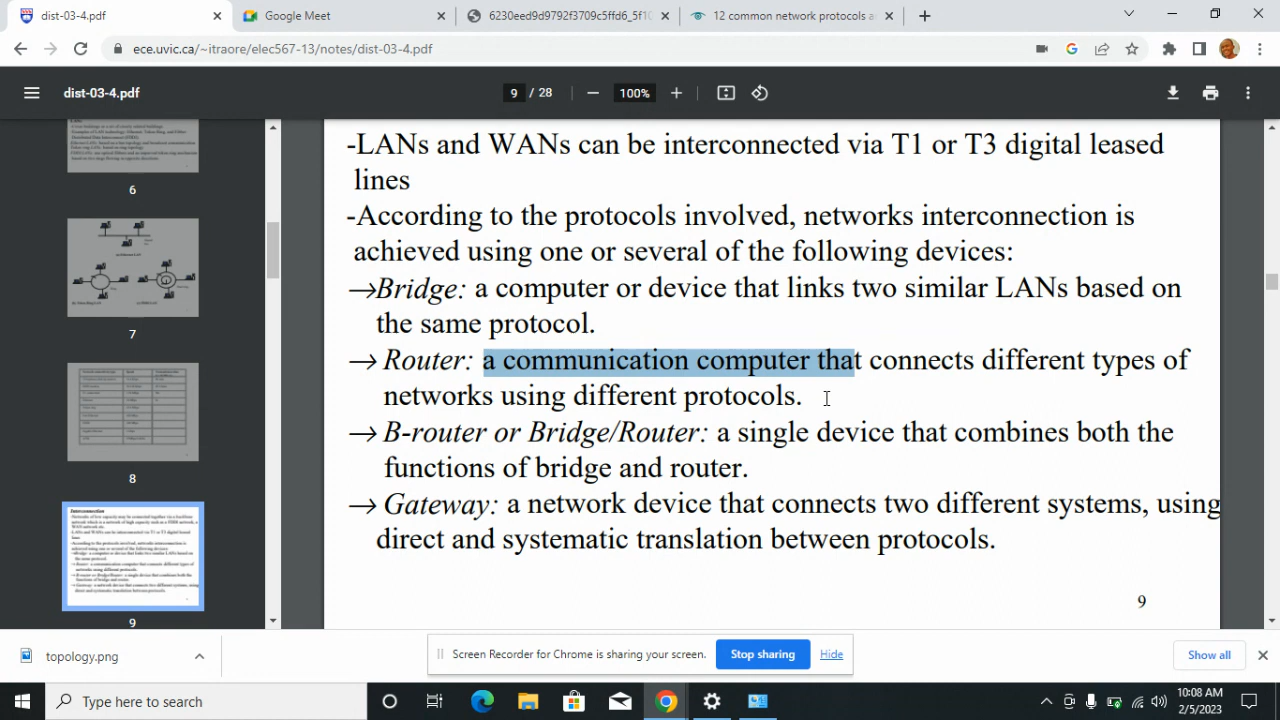 dist-03-4.pdf
Google Meet
6230eed9d9792f3709c5ffd6_5f10
12 common network protocols a
ece.uvic.ca/~itraore/elec567-13/notes/dist-03-4.pdf
dist-03-4.pdf
9 / 28
100%
6
7
8
Interconnection
9
-LANs and WANs can be interconnected via T1 or T3 digital leased
lines
-According to the protocols involved, networks interconnection is
achieved using one or several of the following devices:
→Bridge: a computer or device that links two similar LANs based on
the same protocol.
→ Router: a communication computer that connects different types of
networks using different protocols.
→ B-router or Bridge/Router: a single device that combines both the
functions of bridge and router.
→ Gateway: a network device that connects two different systems, using
direct and systematic translation between protocols.
9
topology.png
Screen Recorder for Chrome is sharing your screen.
Stop sharing
Hide
Show all
Type here to search
10:08 AM
2/5/2023